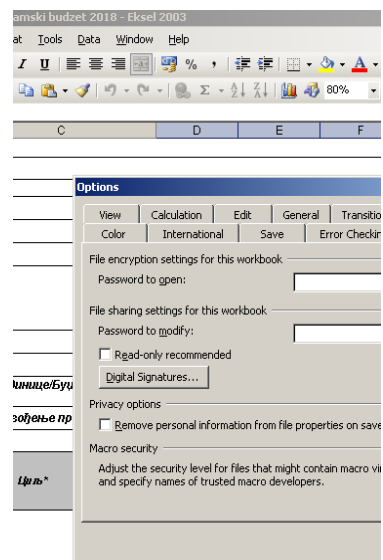 amski budzet 2018 - Eksel 2003
at Tools Data Window Help
I U % , A
Σ 80%
C D E F
Options
View Calculation Edit General Transitio
Color International Save Error Checkin
File encryption settings for this workbook
Password to open:
File sharing settings for this workbook
Password to modify:
Read-only recommended
Digital Signatures...
Privacy options
Remove personal information from file properties on save
Macro security
Adjust the security level for files that might contain macro vi
and specify names of trusted macro developers.
динице/Буџ
вођење пр
Циљ*